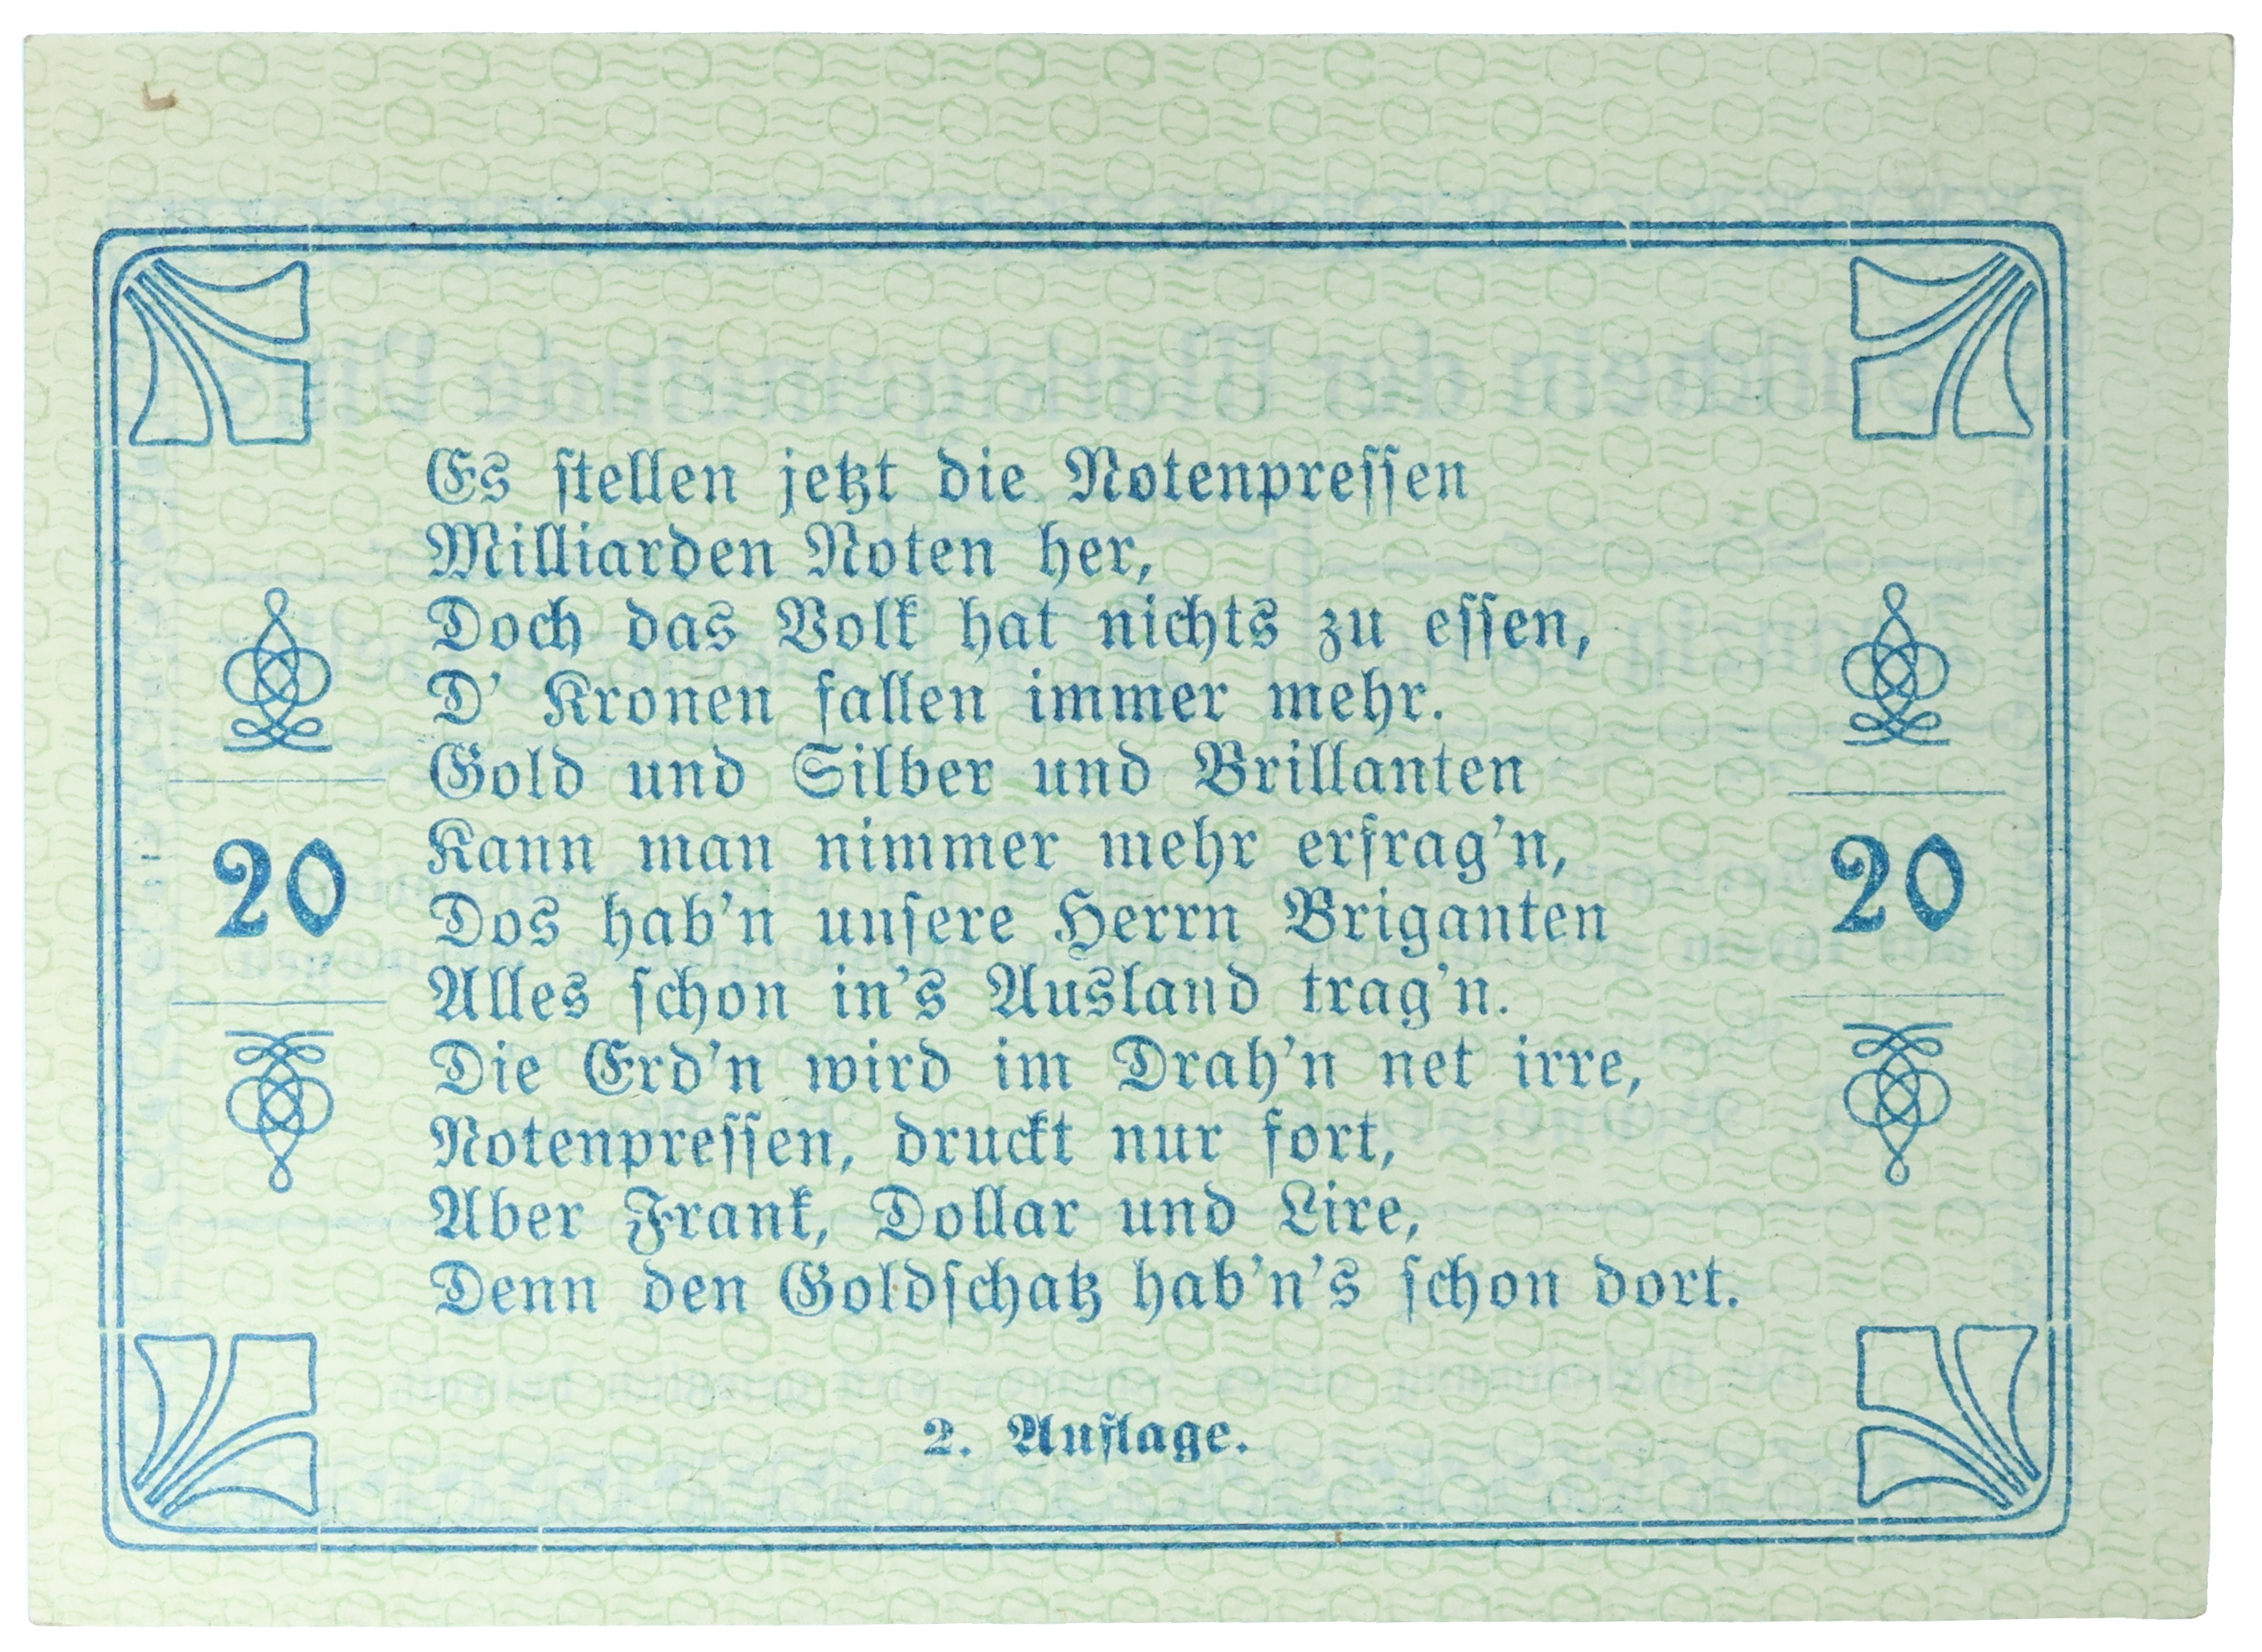 Es stellen jetzt die Notenpressen
Milliarden Noten her,
Doch das Volk hat nichts zu essen,
D' Kronen fallen immer mehr.
Gold und Silber und Brillanten
Kann man nimmer mehr erfrag'n,
Dos hab'n unsere Herrn Briganten
Alles schon in's Ausland trag'n.
Die Erd'n wird im Drah'n net irre,
Notenpressen, druckt nur fort,
Aber Frank, Dollar und Lire,
Denn den Goldschatz hab'n's schon dort.
20
20
2. Auflage.